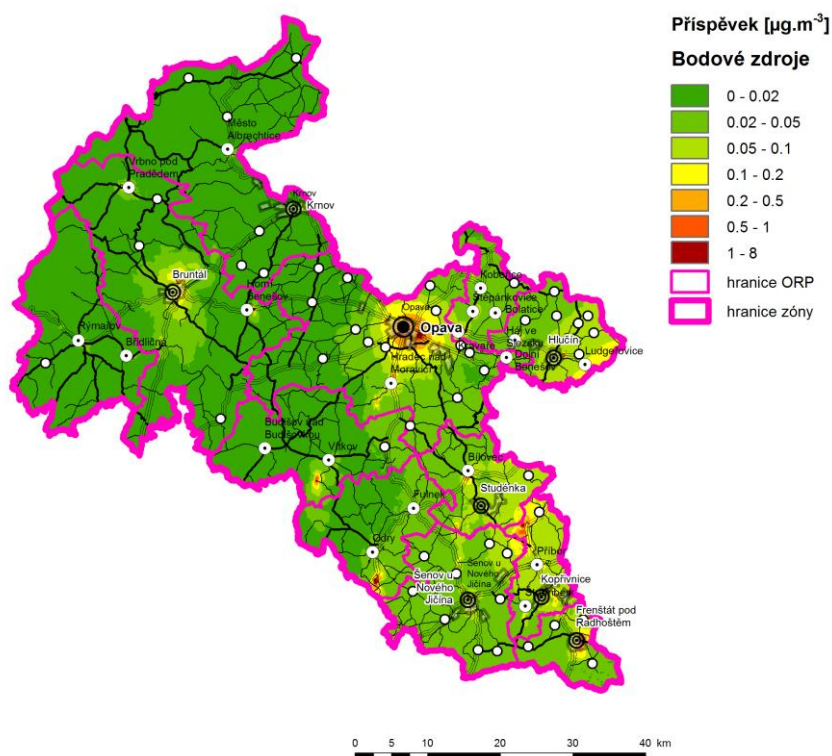 Příspěvek [µg.m⁻³]
Bodové zdroje
0 - 0.02
0.02 - 0.05
0.05 - 0.1
0.1 - 0.2
0.2 - 0.5
0.5 - 1
1 - 8
hranice ORP
hranice zóny
Město
Albrechtice
Vrbno pod
Pradědem
Krnov
Krnov
Bruntál
Horní
Benešov
Rýmařov
Břidličná
Kobeřice
Štěpánkovice
Bolatice
Opava
Opava
Kravaře
Háj ve
Slezsku
Dolní
Benešov
Hlučín
Ludgeřovice
Hradec nad
Moravicí
Budišov nad
Budišovkou
Vítkov
Bílovec
Studénka
Fulnek
Odry
Příbor
Šenov u
Nového
Jičína
Šenov u
Nového
Jičína
Kopřivnice
Frenštát pod
Radhoštěm
0 5 10 20 30 40 km